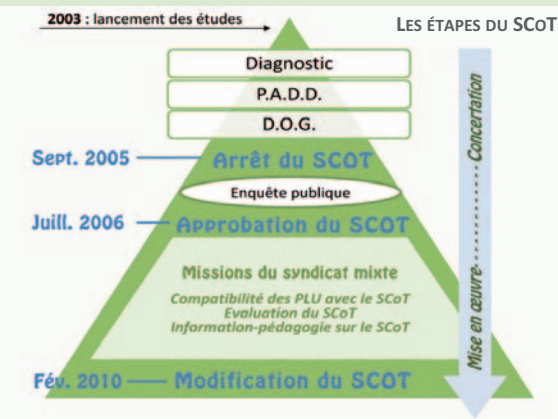 2003 : lancement des études
LES ÉTAPES DU SCOT
Diagnostic
P.A.D.D.
D.O.G.
Sept. 2005 Arrêt du SCOT
Enquête publique
Juill. 2006 Approbation du SCOT
Missions du syndicat mixte
Compatibilité des PLU avec le SCoT
Evaluation du SCoT
Information-pédagogie sur le SCoT
Fév. 2010 Modification du SCOT
Concertation
Mise en œuvre